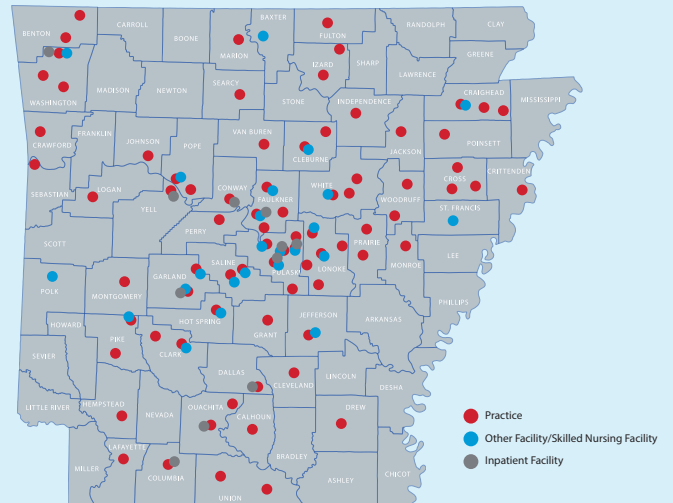 BAXTER
CARROLL
FULTON
RANDOLPH
CLAY
BENTON
BOONE
MARION
GREENE
IZARD
SHARP
LAWRENCE
MADISON
NEWTON
SEARCY
CRAIGHEAD
MISSISSIPPI
WASHINGTON
STONE
INDEPENDENCE
FRANKLIN
VAN BUREN
CRAWFORD
JOHNSON
POPE
JACKSON
POINSETT
CLEBURNE
CRITTENDEN
CROSS
SEBASTIAN
LOGAN
CONWAY
WHITE
FAULKNER
WOODRUFF
YELL
ST. FRANCIS
PERRY
SCOTT
PRAIRIE
LEE
SALINE
MONROE
GARLAND
PULASKI
LONOKE
POLK
MONTGOMERY
PHILLIPS
JEFFERSON
HOT SPRING
ARKANSAS
HOWARD
GRANT
PIKE
CLARK
SEVIER
DALLAS
LINCOLN
CLEVELAND
DESHA
LITTLE RIVER
HEMPSTEAD
NEVADA
OUACHITA
DREW
CALHOUN
Practice
Other Facility/Skilled Nursing Facility
LAFAYETTE
BRADLEY
Inpatient Facility
MILLER
COLUMBIA
ASHLEY
CHICOT
UNION